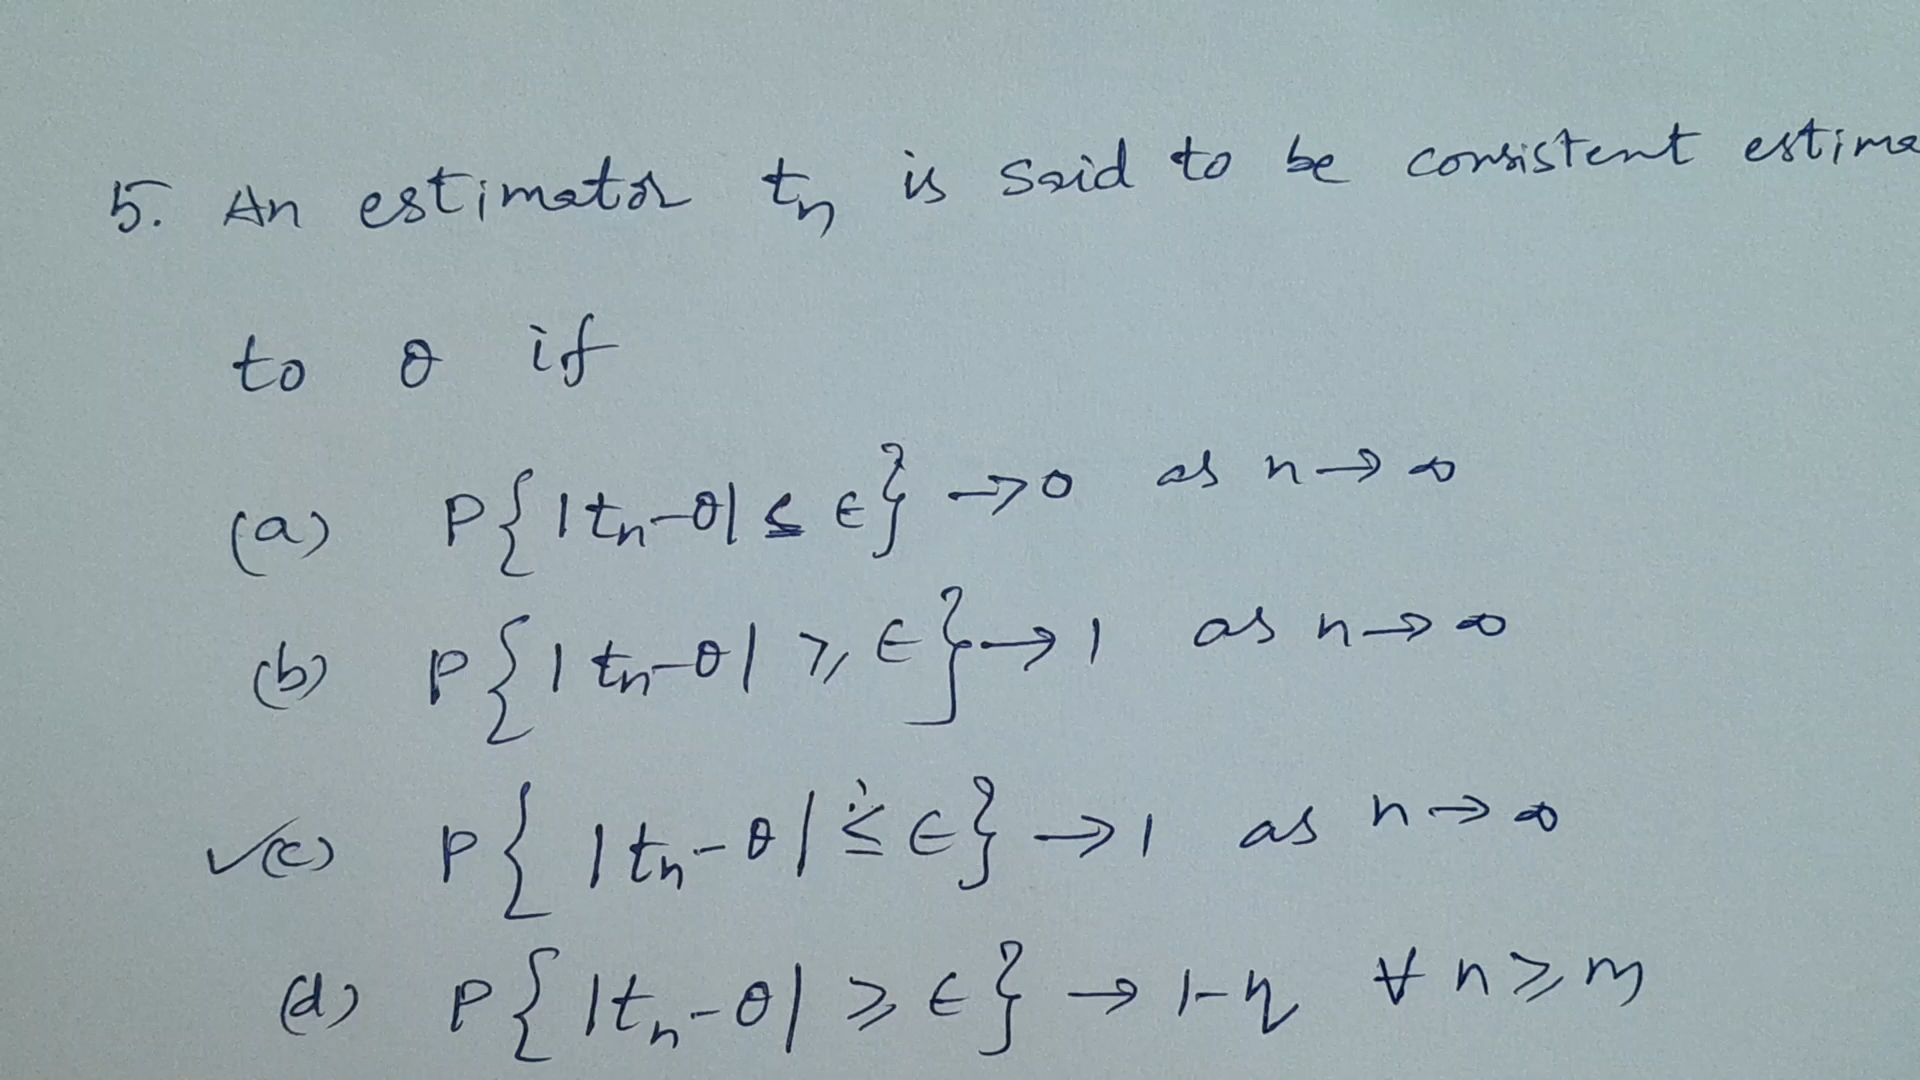 5. An estimator tₙ is said to be consistent estima
to θ if
(a) P{|tₙ-θ| ≤ ϵ} →0 as n→∞
(b) P{|tₙ-θ| ⩾ ϵ}→1 as n→∞
✓(c) P{|tₙ-θ| ≤ ϵ} →1 as n→∞
(d) P{|tₙ-θ| ⩾ ϵ} → 1-η ∀ n⩾m